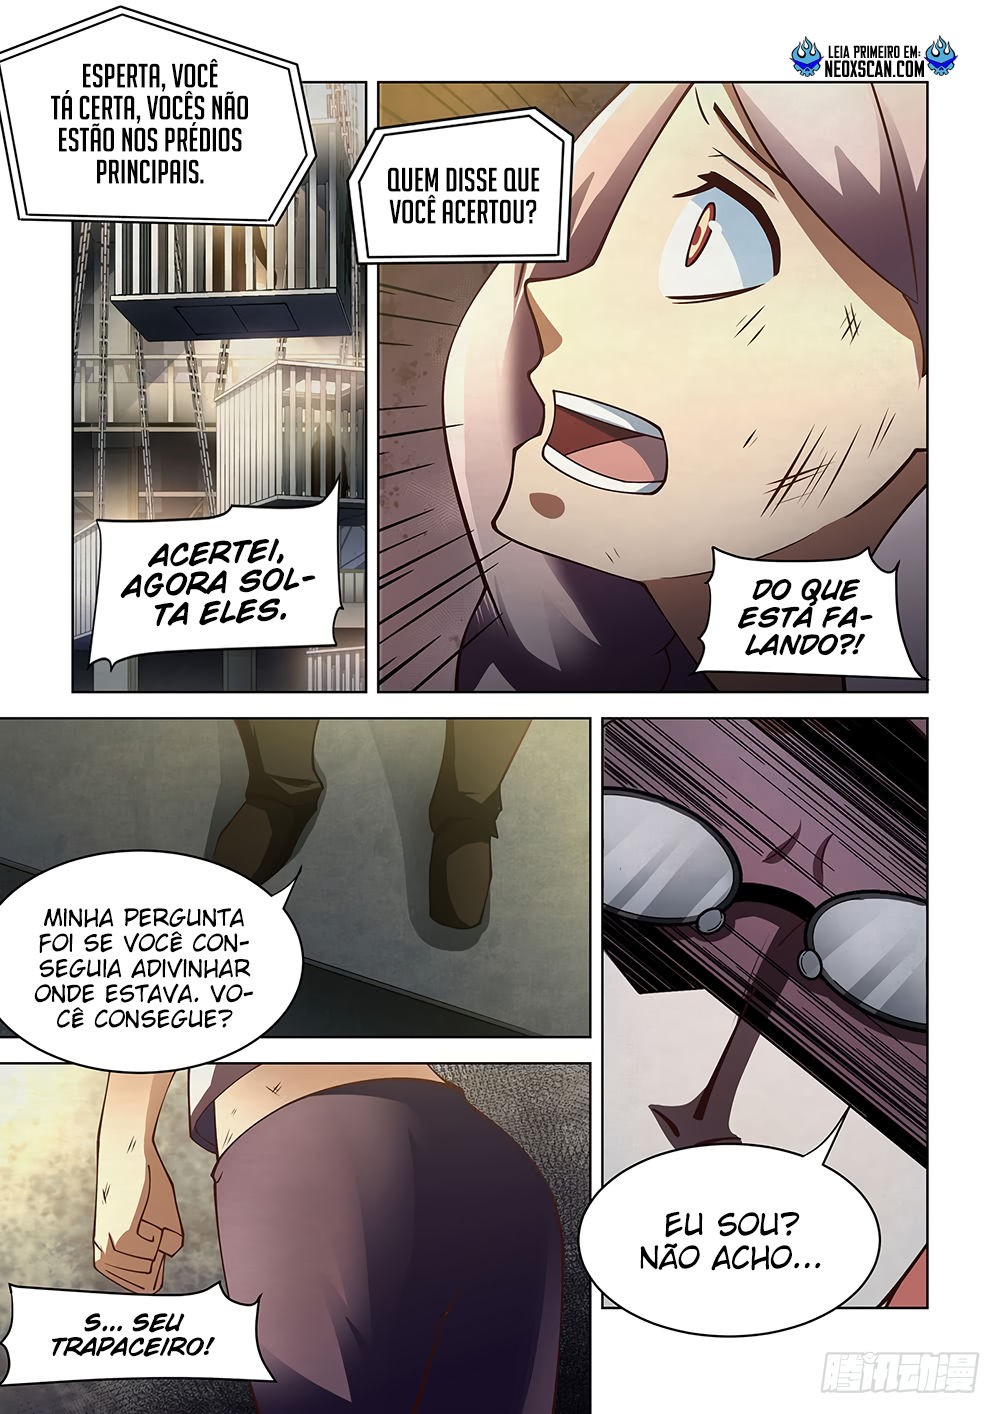 LEIA PRIMEIRO EM:
NEOXSCAN.COM
ESPERTA, VOCÊ
TÁ CERTA, VOCÊS NÃO
ESTÃO NOS PRÉDIOS
PRINCIPAIS.
ACERTEI,
AGORA SOL-
TA ELES.
QUEM DISSE QUE
VOCÊ ACERTOU?
DO QUE
ESTÁ FA-
LANDO?!
MINHA PERGUNTA
FOI SE VOCÊ CON-
SEGUIA ADIVINHAR
ONDE ESTAVA. VO-
CÊ CONSEGUE?
S... SEU
TRAPACEIRO!
EU SOU?
NÃO ACHO...
腾讯动漫